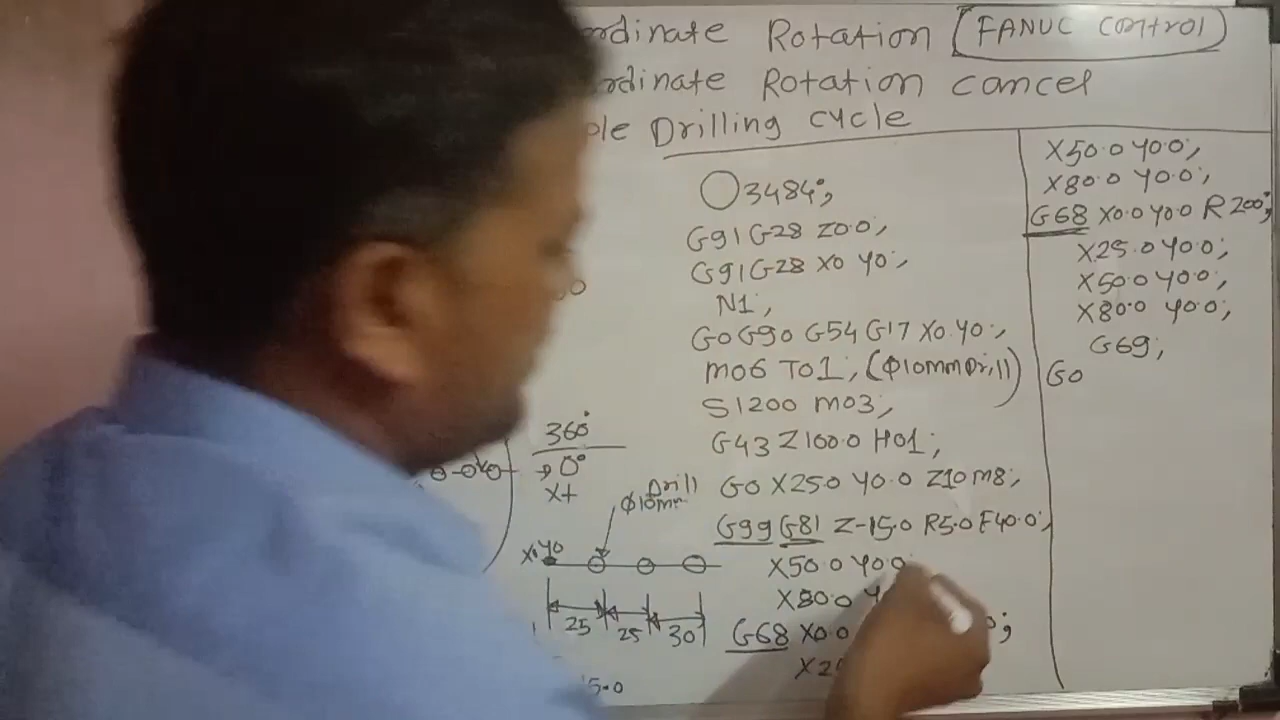 Rotation (FANUC control)
Rotation cancel
Drilling cycle
O3484;
G91 G28 Z0.0;
G91 G28 X0 Y0;
N1;
G0 G90 G54 G17 X0.Y0.;
m06 T01; (Φ10mm Drill)
S1200 m03;
G43 Z100.0 H01;
G0 X25.0 Y0.0 Z10 m8;
G99 G81 Z-15.0 R5.0 F40.0;
X50.0 Y0.0
X80.0 Y
G68 X0.0
X50.0 Y0.0;
X80.0 Y0.0;
G68 X0.0 Y0.0 R200°;
X25.0 Y0.0;
X50.0 Y0.0;
X80.0 Y0.0;
G69;
G0
360°
→0°
X+
Drill
Φ10mm
X0Y0
25 25 30